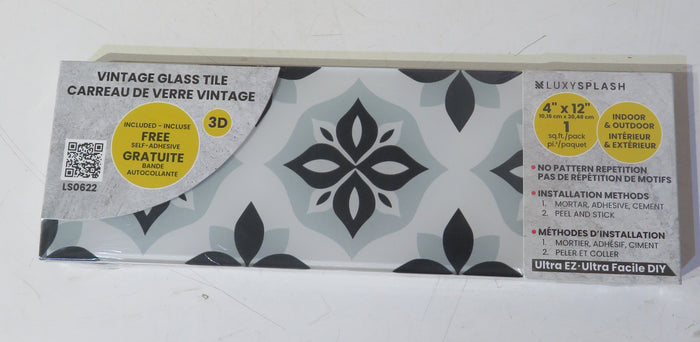 VINTAGE GLASS TILE
CARREAU DE VERRE VINTAGE
INCLUDED - INCLUSE
FREE
SELF-ADHESIVE
GRATUITE
BANDE
AUTOCOLLANTE
3D
LS0622
LUXYSPLASH
4" x 12"
10,16 cm x 30,48 cm
1
sq.ft./pack
pi.²/paquet
INDOOR
& OUTDOOR
INTÉRIEUR
& EXTÉRIEUR
• NO PATTERN REPETITION
PAS DE RÉPÉTITION DE MOTIFS
• INSTALLATION METHODS
1. MORTAR, ADHESIVE, CEMENT
2. PEEL AND STICK
• MÉTHODES D'INSTALLATION
1. MORTIER, ADHÉSIF, CIMENT
2. PELER ET COLLER
Ultra EZ-Ultra Facile DIY